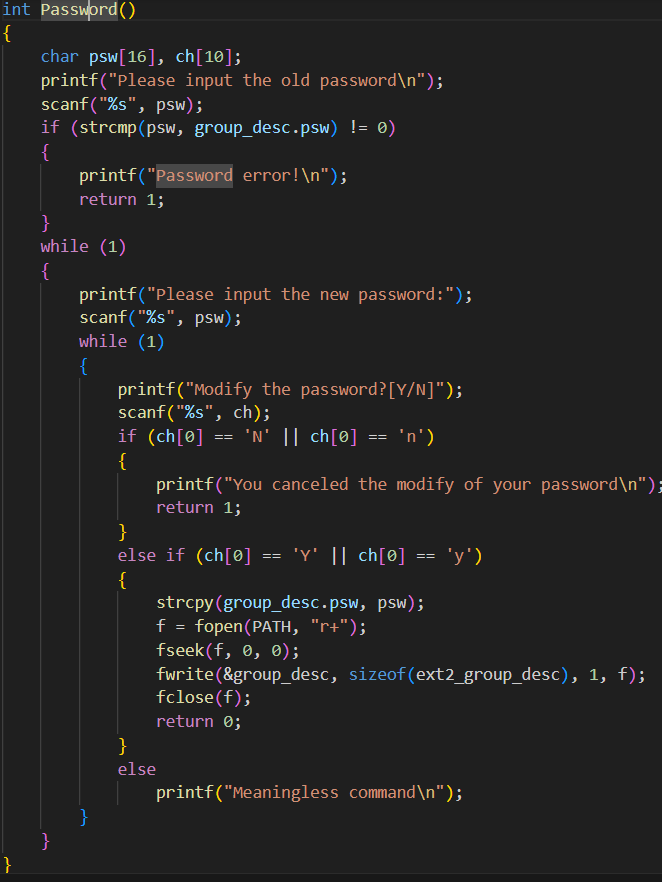 int Password()
{
    char psw[16], ch[10];
    printf("Please input the old password\n");
    scanf("%s", psw);
    if (strcmp(psw, group_desc.psw) != 0)
    {
        printf("Password error!\n");
        return 1;
    }
    while (1)
    {
        printf("Please input the new password:");
        scanf("%s", psw);
        while (1)
        {
            printf("Modify the password?[Y/N]");
            scanf("%s", ch);
            if (ch[0] == 'N' || ch[0] == 'n')
            {
                printf("You canceled the modify of your password\n");
                return 1;
            }
            else if (ch[0] == 'Y' || ch[0] == 'y')
            {
                strcpy(group_desc.psw, psw);
                f = fopen(PATH, "r+");
                fseek(f, 0, 0);
                fwrite(&group_desc, sizeof(ext2_group_desc), 1, f);
                fclose(f);
                return 0;
            }
            else
                printf("Meaningless command\n");
        }
    }
}